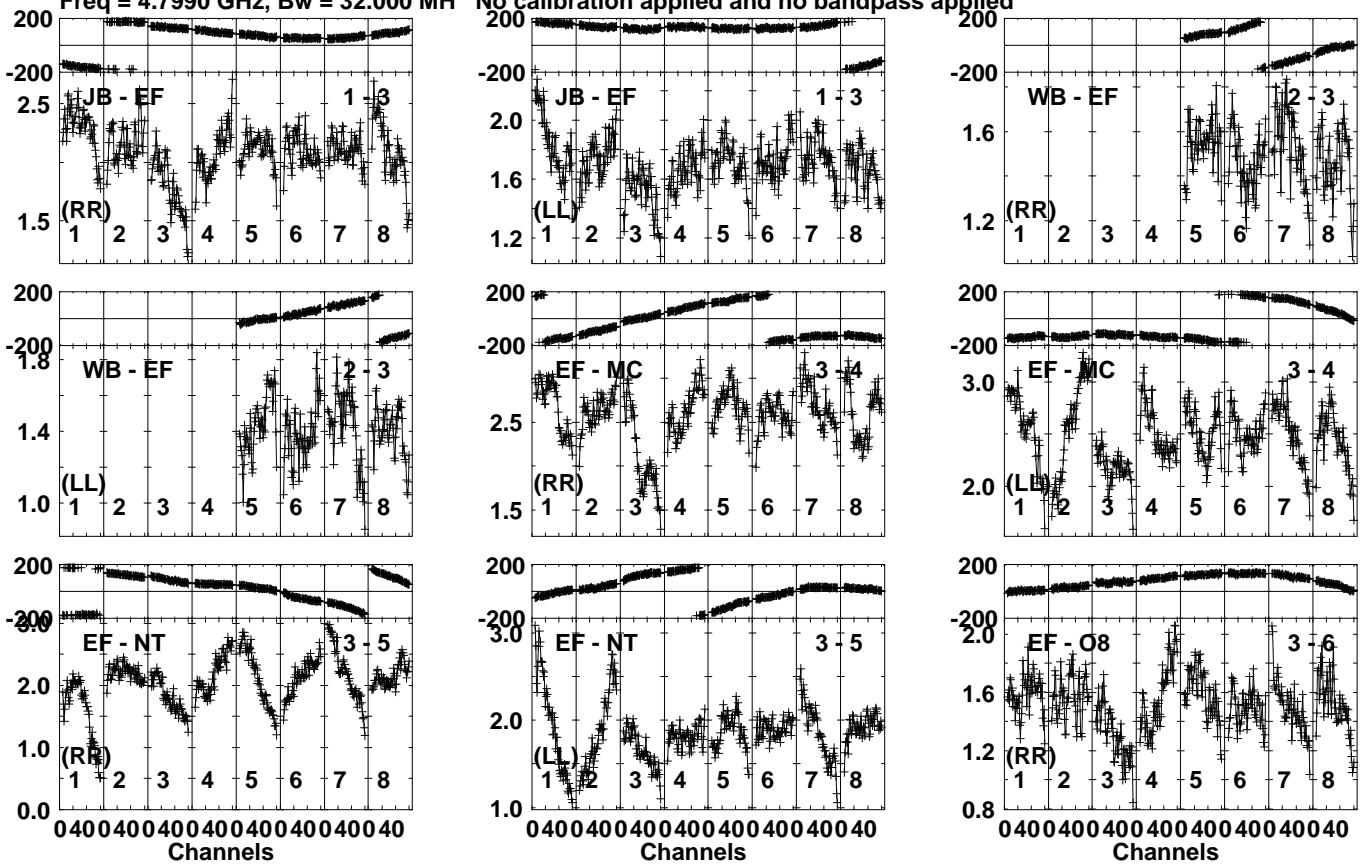 Freq = 4.7990 GHz, Bw = 32.000 MH No calibration applied and no bandpass applied
200
-200
JB - EF 1 - 3
2.5
1.5
(RR)
1 2 3 4 5 6 7 8
200
-200
JB - EF 1 - 3
2.0
1.6
1.2
(LL)
1 2 3 4 5 6 7 8
200
-200
WB - EF 2 - 3
1.6
1.2
(RR)
1 2 3 4 5 6 7 8
200
-200
WB - EF 2 - 3
1.8
1.4
1.0
(LL)
1 2 3 4 5 6 7 8
200
-200
EF - MC 3 - 4
2.5
1.5
(RR)
1 2 3 4 5 6 7 8
200
-200
EF - MC 3 - 4
3.0
2.0
(LL)
1 2 3 4 5 6 7 8
200
-200
EF - NT 3 - 5
3.0
2.0
1.0
0.0
(RR)
1 2 3 4 5 6 7 8
0 40 0 40 0 40 0 40 0 40 0 40 0 40 0 40
Channels
200
-200
EF - NT 3 - 5
3.0
2.0
1.0
(LL)
1 2 3 4 5 6 7 8
0 40 0 40 0 40 0 40 0 40 0 40 0 40 0 40
Channels
200
-200
EF - O8 3 - 6
2.0
1.6
1.2
0.8
(RR)
1 2 3 4 5 6 7 8
0 40 0 40 0 40 0 40 0 40 0 40 0 40 0 40
Channels